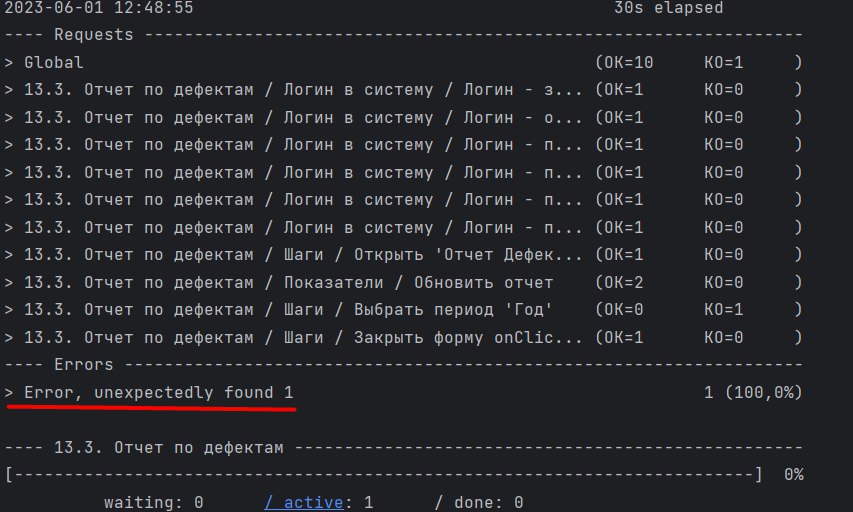 2023-06-01 12:48:55 30s elapsed
---- Requests ------------------------------------------------------------------
> Global (OK=10 KO=1 )
> 13.3. Отчет по дефектам / Логин в систему / Логин - з... (OK=1 KO=0 )
> 13.3. Отчет по дефектам / Логин в систему / Логин - о... (OK=1 KO=0 )
> 13.3. Отчет по дефектам / Логин в систему / Логин - п... (OK=1 KO=0 )
> 13.3. Отчет по дефектам / Логин в систему / Логин - п... (OK=1 KO=0 )
> 13.3. Отчет по дефектам / Логин в систему / Логин - п... (OK=1 KO=0 )
> 13.3. Отчет по дефектам / Логин в систему / Логин - п... (OK=1 KO=0 )
> 13.3. Отчет по дефектам / Шаги / Открыть 'Отчет Дефек... (OK=1 KO=0 )
> 13.3. Отчет по дефектам / Показатели / Обновить отчет (OK=2 KO=0 )
> 13.3. Отчет по дефектам / Шаги / Выбрать период 'Год' (OK=0 KO=1 )
> 13.3. Отчет по дефектам / Шаги / Закрыть форму onClic... (OK=1 KO=0 )
---- Errors --------------------------------------------------------------------
> Error, unexpectedly found 1 1 (100,0%)
---- 13.3. Отчет по дефектам ---------------------------------------------------
[--------------------------------------------------------------------------] 0%
waiting: 0 / active: 1 / done: 0